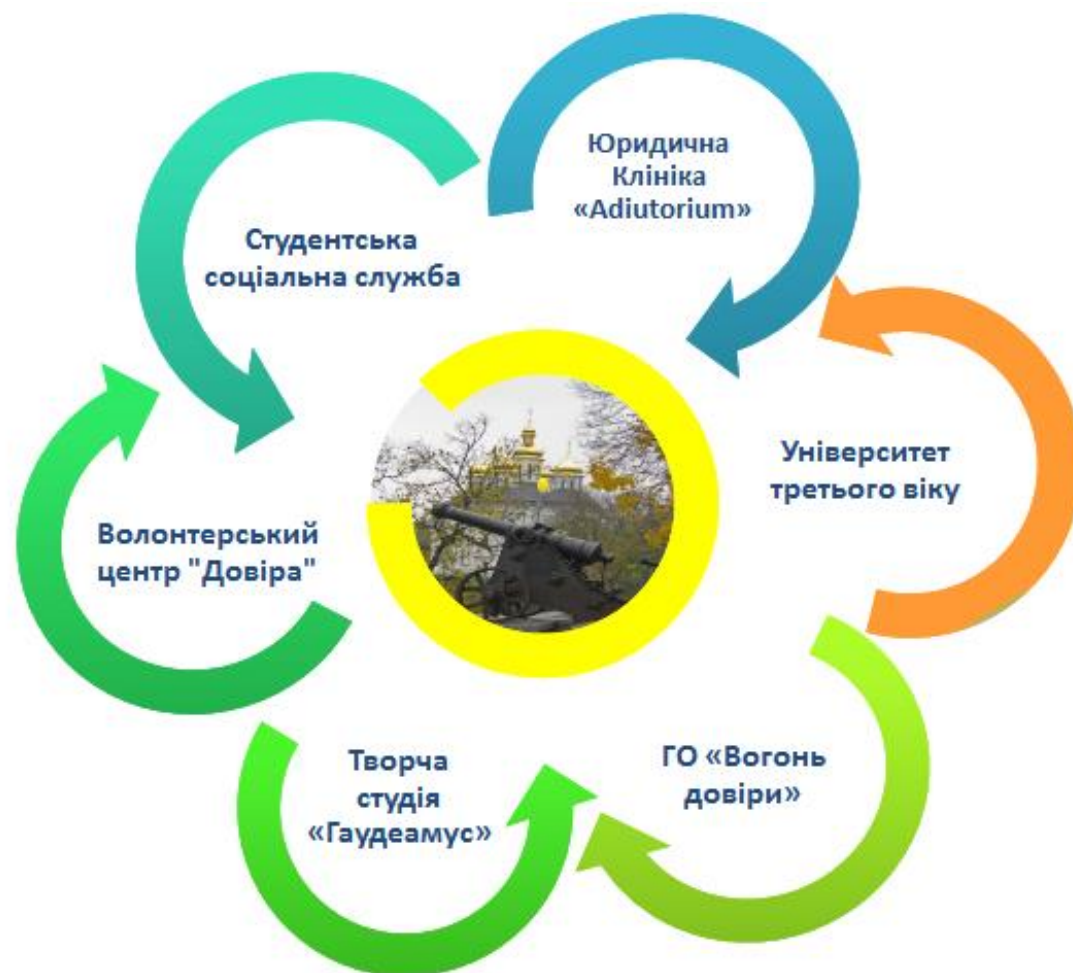 Юридична
Клініка
«Adiutorium»
Студентська
соціальна служба
Університет
третього віку
Волонтерський
центр "Довіра"
ГО «Вогонь
довіри»
Творча
студія
«Гаудеамус»